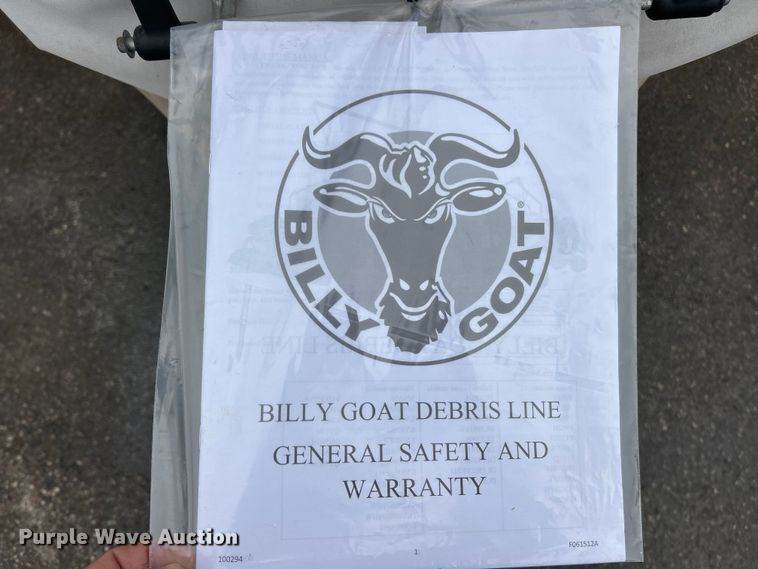 BILLY GOAT®
BILLY GOAT DEBRIS LINE
GENERAL SAFETY AND
WARRANTY
100294
1
F061512A
Purple Wave Auction